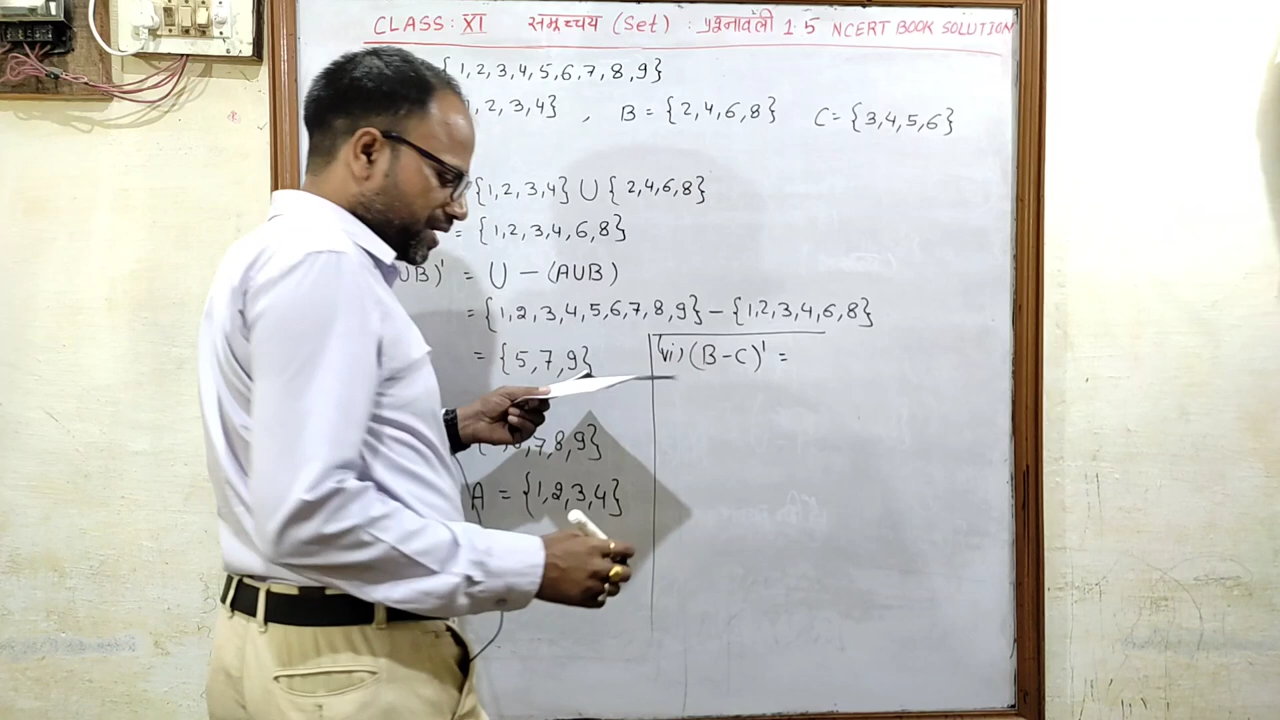 CLASS: XI समूच्चय (Set) : प्रश्नावली 1.5 NCERT BOOK SOLUTION
{1,2,3,4,5,6,7,8,9}
1, 2, 3, 4} , B = {2,4,6,8} C = {3,4,5,6}
{1,2,3,4} ∪ {2,4,6,8}
= {1,2,3,4,6,8}
∪B)' = U - (A∪B)
= {1,2,3,4,5,6,7,8,9} - {1,2,3,4,6,8}
= {5,7,9}
(vi) (B-C)' =
,7,8,9}
A = {1,2,3,4}